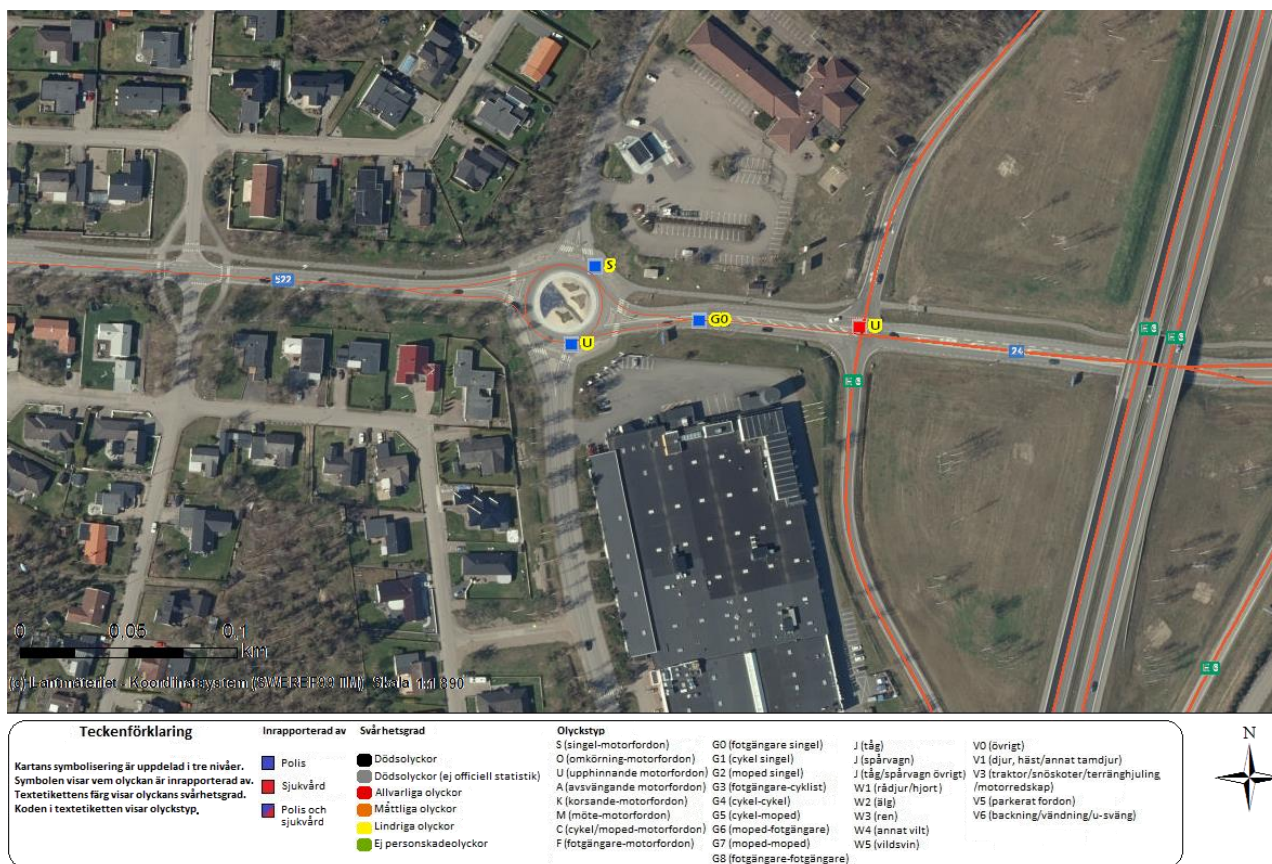 S
522
G0
U
U
24
E 6
E 6
E 6
E 6
0 0,05 0,1
km
(c) Lantmäteriet - Koordinatsystem (SWEREF99 TM) Skala 1:1 890
Teckenförklaring
Kartans symbolisering är uppdelad i tre nivåer.
Symbolen visar vem olyckan är inrapporterad av.
Textetikettens färg visar olyckans svårhetsgrad.
Koden i textetiketten visar olyckstyp.
Inrapporterad av
Polis
Sjukvård
Polis och
sjukvård
Svårhetsgrad
Dödsolyckor
Dödsolyckor (ej officiell statistik)
Allvarliga olyckor
Måttliga olyckor
Lindriga olyckor
Ej personskadeolyckor
Olyckstyp
S (singel-motorfordon)
O (omkörning-motorfordon)
U (upphinnande motorfordon)
A (avsvängande motorfordon)
K (korsande-motorfordon)
M (möte-motorfordon)
C (cykel/moped-motorfordon)
F (fotgängare-motorfordon)
G0 (fotgängare singel)
G1 (cykel singel)
G2 (moped singel)
G3 (fotgängare-cyklist)
G4 (cykel-cykel)
G5 (cykel-moped)
G6 (moped-fotgängare)
G7 (moped-moped)
G8 (fotgängare-fotgängare)
J (tåg)
J (spårvagn)
J (tåg/spårvagn övrigt)
W1 (rådjur/hjort)
W2 (älg)
W3 (ren)
W4 (annat vilt)
W5 (vildsvin)
V0 (övrigt)
V1 (djur, häst/annat tamdjur)
V3 (traktor/snöskoter/terränghjuling
/motorredskap)
V5 (parkerat fordon)
V6 (backning/vändning/u-sväng)
N